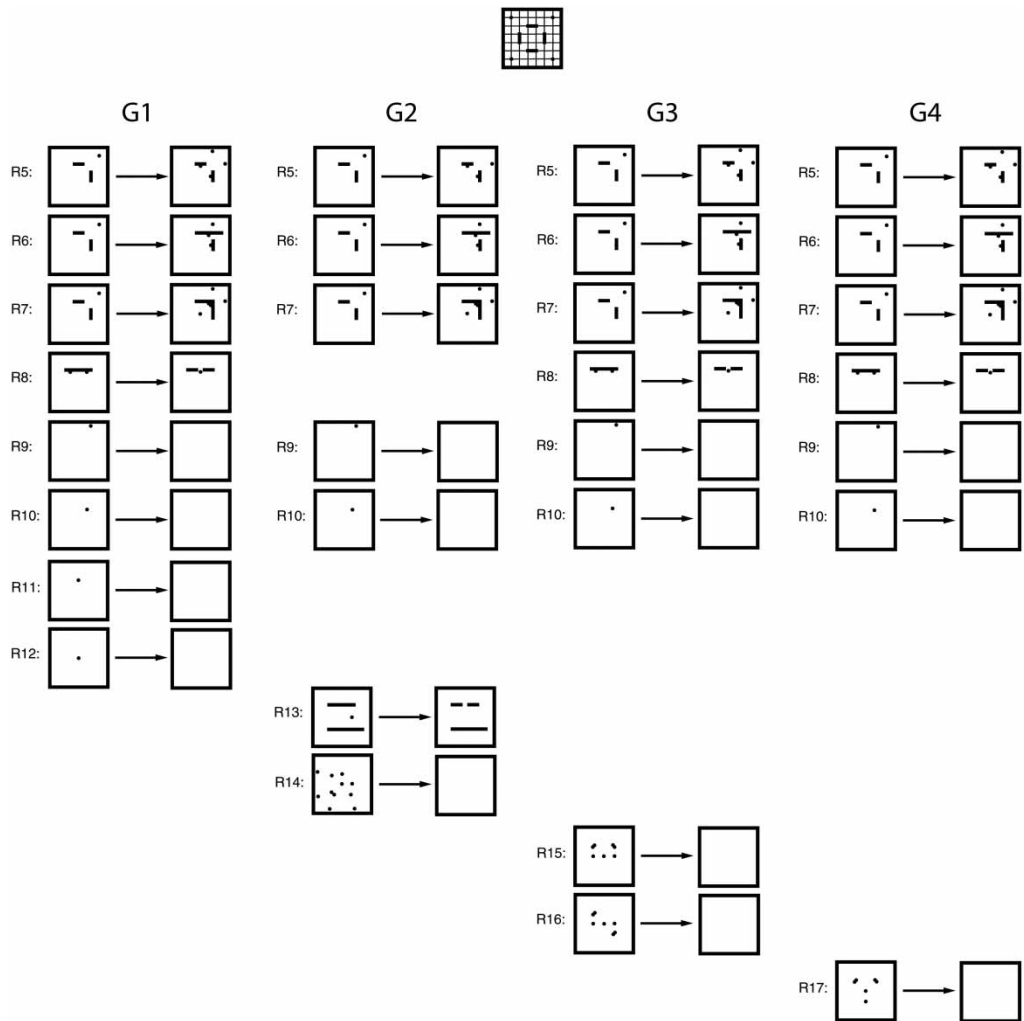 G1 G2 G3 G4
R5: R5: R5: R5:
R6: R6: R6: R6:
R7: R7: R7: R7:
R8: R8: R8:
R9: R9: R9: R9:
R10: R10: R10: R10:
R11:
R12:
R13:
R14:
R15:
R16:
R17: